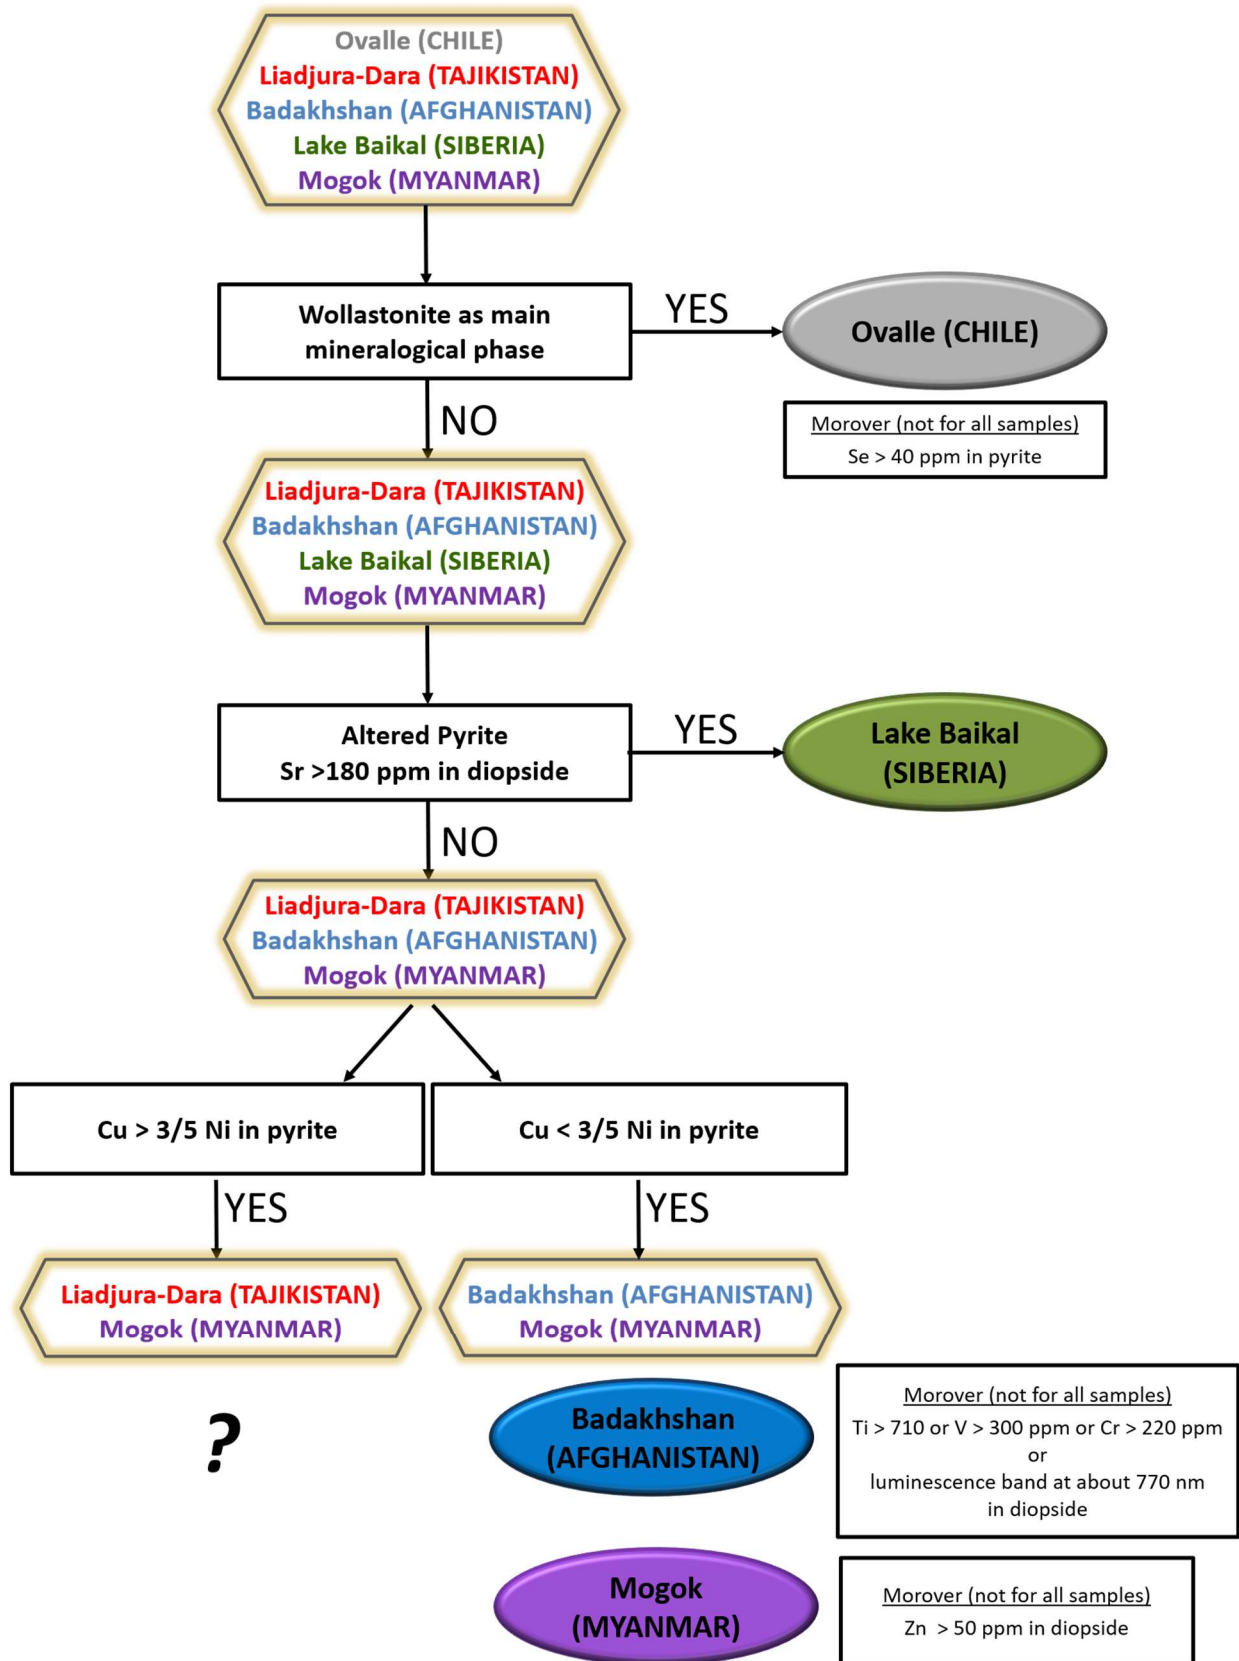 Ovalle (CHILE)
Liadjura-Dara (TAJIKISTAN)
Badakhshan (AFGHANISTAN)
Lake Baikal (SIBERIA)
Mogok (MYANMAR)
Wollastonite as main
mineralogical phase
YES
Ovalle (CHILE)
Morover (not for all samples)
Se > 40 ppm in pyrite
NO
Liadjura-Dara (TAJIKISTAN)
Badakhshan (AFGHANISTAN)
Lake Baikal (SIBERIA)
Mogok (MYANMAR)
Altered Pyrite
Sr >180 ppm in diopside
YES
Lake Baikal
(SIBERIA)
NO
Liadjura-Dara (TAJIKISTAN)
Badakhshan (AFGHANISTAN)
Mogok (MYANMAR)
Cu > 3/5 Ni in pyrite
Cu < 3/5 Ni in pyrite
YES
YES
Liadjura-Dara (TAJIKISTAN)
Mogok (MYANMAR)
Badakhshan (AFGHANISTAN)
Mogok (MYANMAR)
?
Badakhshan
(AFGHANISTAN)
Morover (not for all samples)
Ti > 710 or V > 300 ppm or Cr > 220 ppm
or
luminescence band at about 770 nm
in diopside
Mogok
(MYANMAR)
Morover (not for all samples)
Zn > 50 ppm in diopside